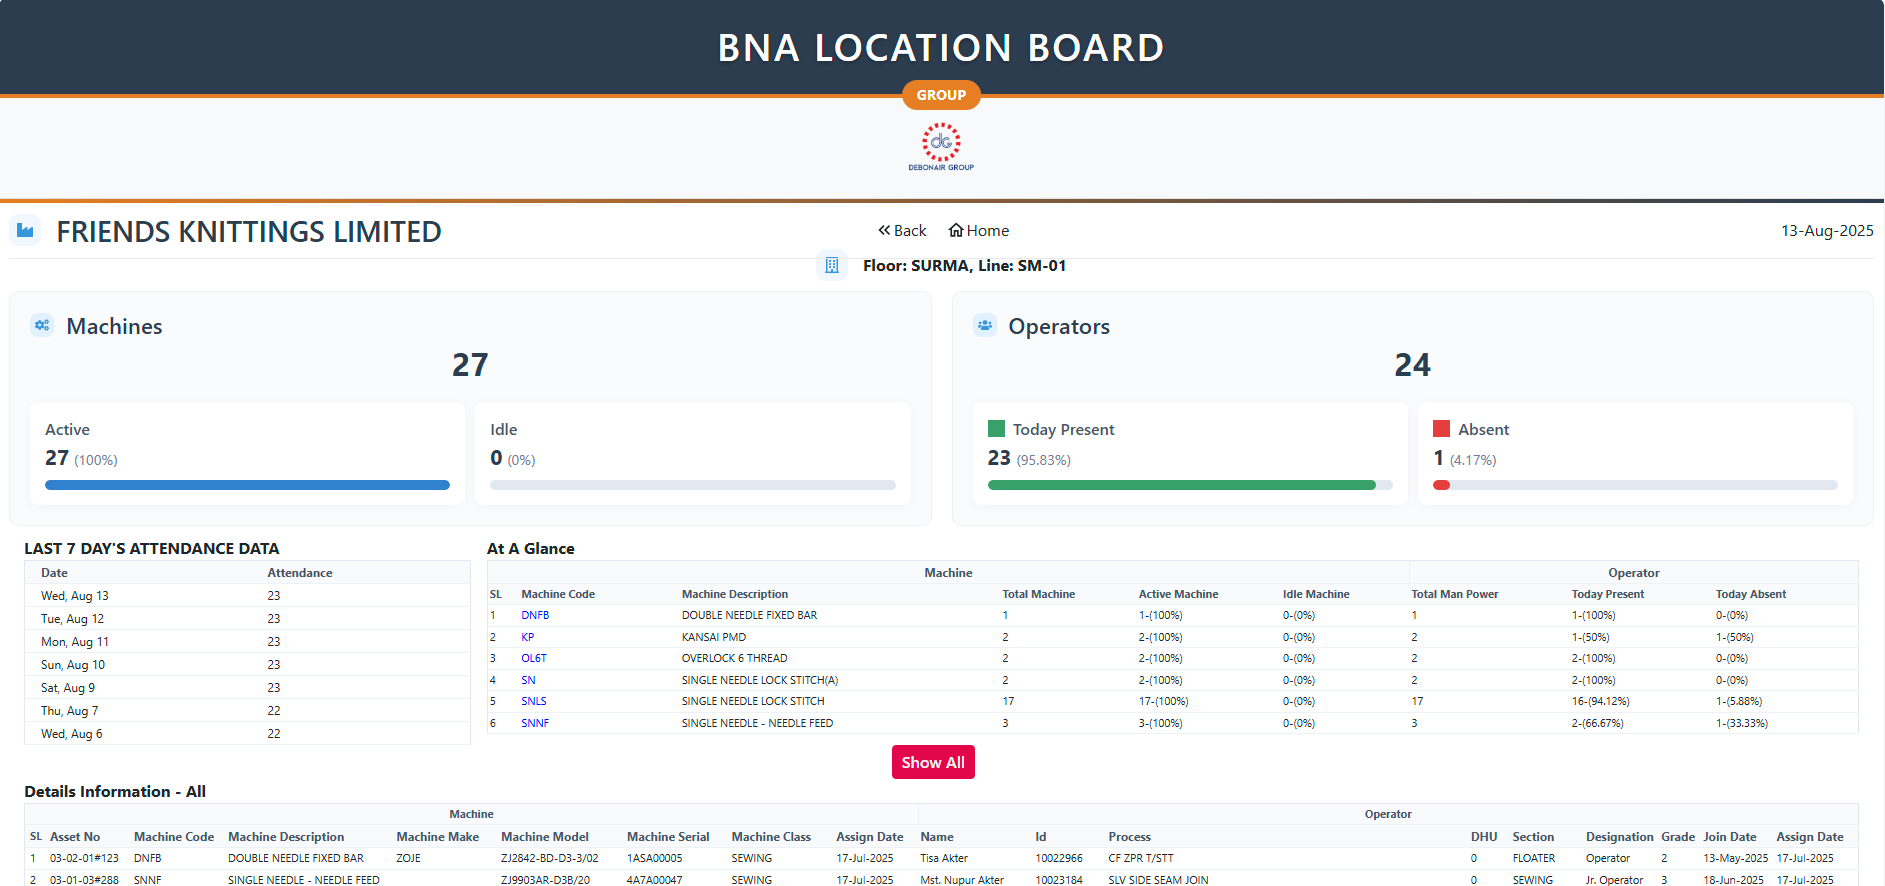 BNA LOCATION BOARD
GROUP
dG
DEBONAIR GROUP
FRIENDS KNITTINGS LIMITED Back Home 13-Aug-2025
Floor: SURMA, Line: SM-01
Machines Operators
27 24
Active Idle Today Present Absent
27 (100%) 0 (0%) 23 (95.83%) 1 (4.17%)
LAST 7 DAY'S ATTENDANCE DATA
Date Attendance
Wed, Aug 13 23
Tue, Aug 12 23
Mon, Aug 11 23
Sun, Aug 10 23
Sat, Aug 9 23
Thu, Aug 7 22
Wed, Aug 6 22
At A Glance
Machine Operator
SL Machine Code Machine Description Total Machine Active Machine Idle Machine Total Man Power Today Present Today Absent
1 DNFB DOUBLE NEEDLE FIXED BAR 1 1-(100%) 0-(0%) 1 1-(100%) 0-(0%)
2 KP KANSAI PMD 2 2-(100%) 0-(0%) 2 1-(50%) 1-(50%)
3 OL6T OVERLOCK 6 THREAD 2 2-(100%) 0-(0%) 2 2-(100%) 0-(0%)
4 SN SINGLE NEEDLE LOCK STITCH(A) 2 2-(100%) 0-(0%) 2 2-(100%) 0-(0%)
5 SNLS SINGLE NEEDLE LOCK STITCH 17 17-(100%) 0-(0%) 17 16-(94.12%) 1-(5.88%)
6 SNNF SINGLE NEEDLE - NEEDLE FEED 3 3-(100%) 0-(0%) 3 2-(66.67%) 1-(33.33%)
Show All
Details Information - All
Machine Operator
SL Asset No Machine Code Machine Description Machine Make Machine Model Machine Serial Machine Class Assign Date Name Id Process DHU Section Designation Grade Join Date Assign Date
1 03-02-01#123 DNFB DOUBLE NEEDLE FIXED BAR ZOJE ZJ2842-BD-D3-3/02 1ASA00005 SEWING 17-Jul-2025 Tisa Akter 10022966 CF ZPR T/STT 0 FLOATER Operator 2 13-May-2025 17-Jul-2025
2 03-01-03#288 SNNF SINGLE NEEDLE - NEEDLE FEED ZJ9903AR-D3B/20 4A7A00047 SEWING 17-Jul-2025 Mst. Nupur Akter 10023184 SLV SIDE SEAM JOIN 0 SEWING Jr. Operator 3 18-Jun-2025 17-Jul-2025